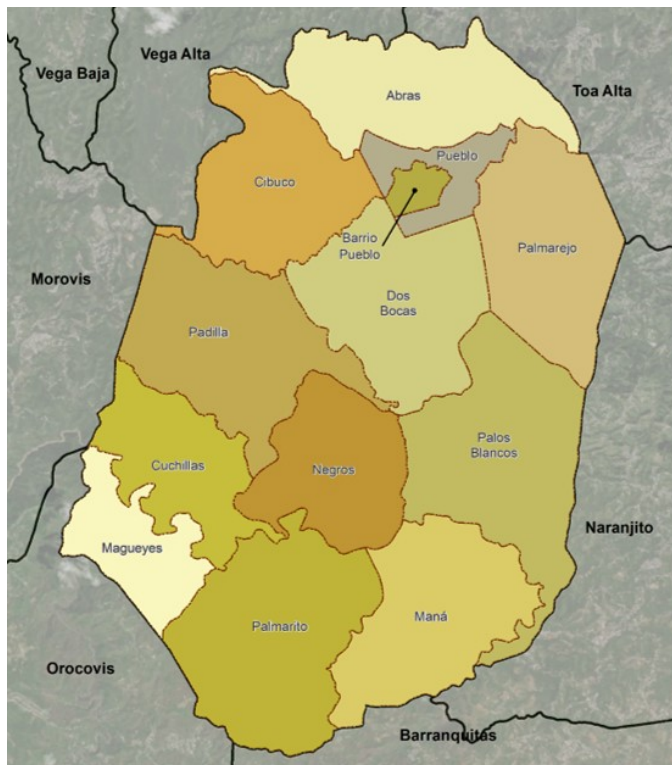 Vega Alta
Vega Baja
Toa Alta
Abras
Pueblo
Cibuco
Barrio
Pueblo
Palmarejo
Morovis
Dos
Bocas
Padilla
Palos
Blancos
Cuchillas
Negros
Naranjito
Magueyes
Maná
Palmarito
Orocovis
Barranquitas